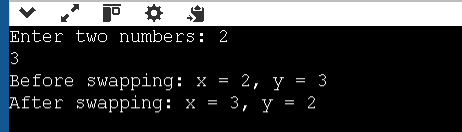 Enter two numbers: 2
3
Before swapping: x = 2, y = 3
After swapping: x = 3, y = 2